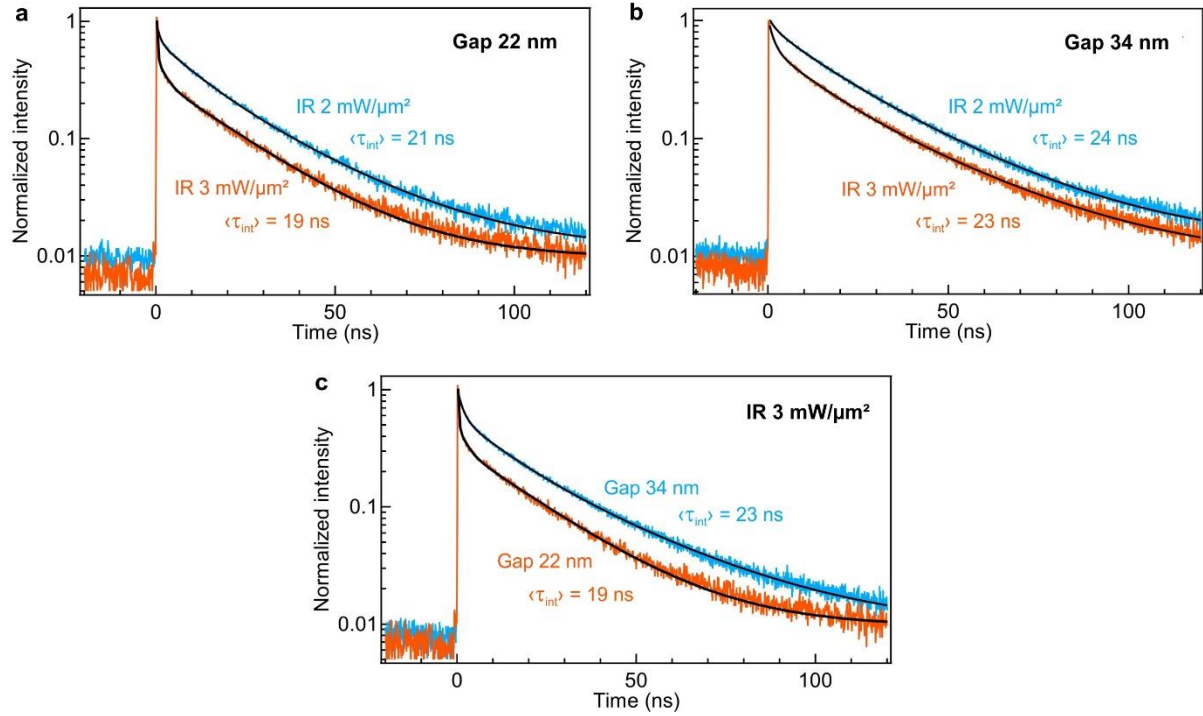 a
Gap 22 nm
IR 2 mW/µm²
‹τint› = 21 ns
IR 3 mW/µm²
‹τint› = 19 ns
Normalized intensity
1
0.1
0.01
0
50
100
Time (ns)
b
Gap 34 nm
IR 2 mW/µm²
‹τint› = 24 ns
IR 3 mW/µm²
‹τint› = 23 ns
Normalized intensity
1
0.1
0.01
0
50
100
Time (ns)
c
IR 3 mW/µm²
Gap 34 nm
‹τint› = 23 ns
Gap 22 nm
‹τint› = 19 ns
Normalized intensity
1
0.1
0.01
0
50
100
Time (ns)